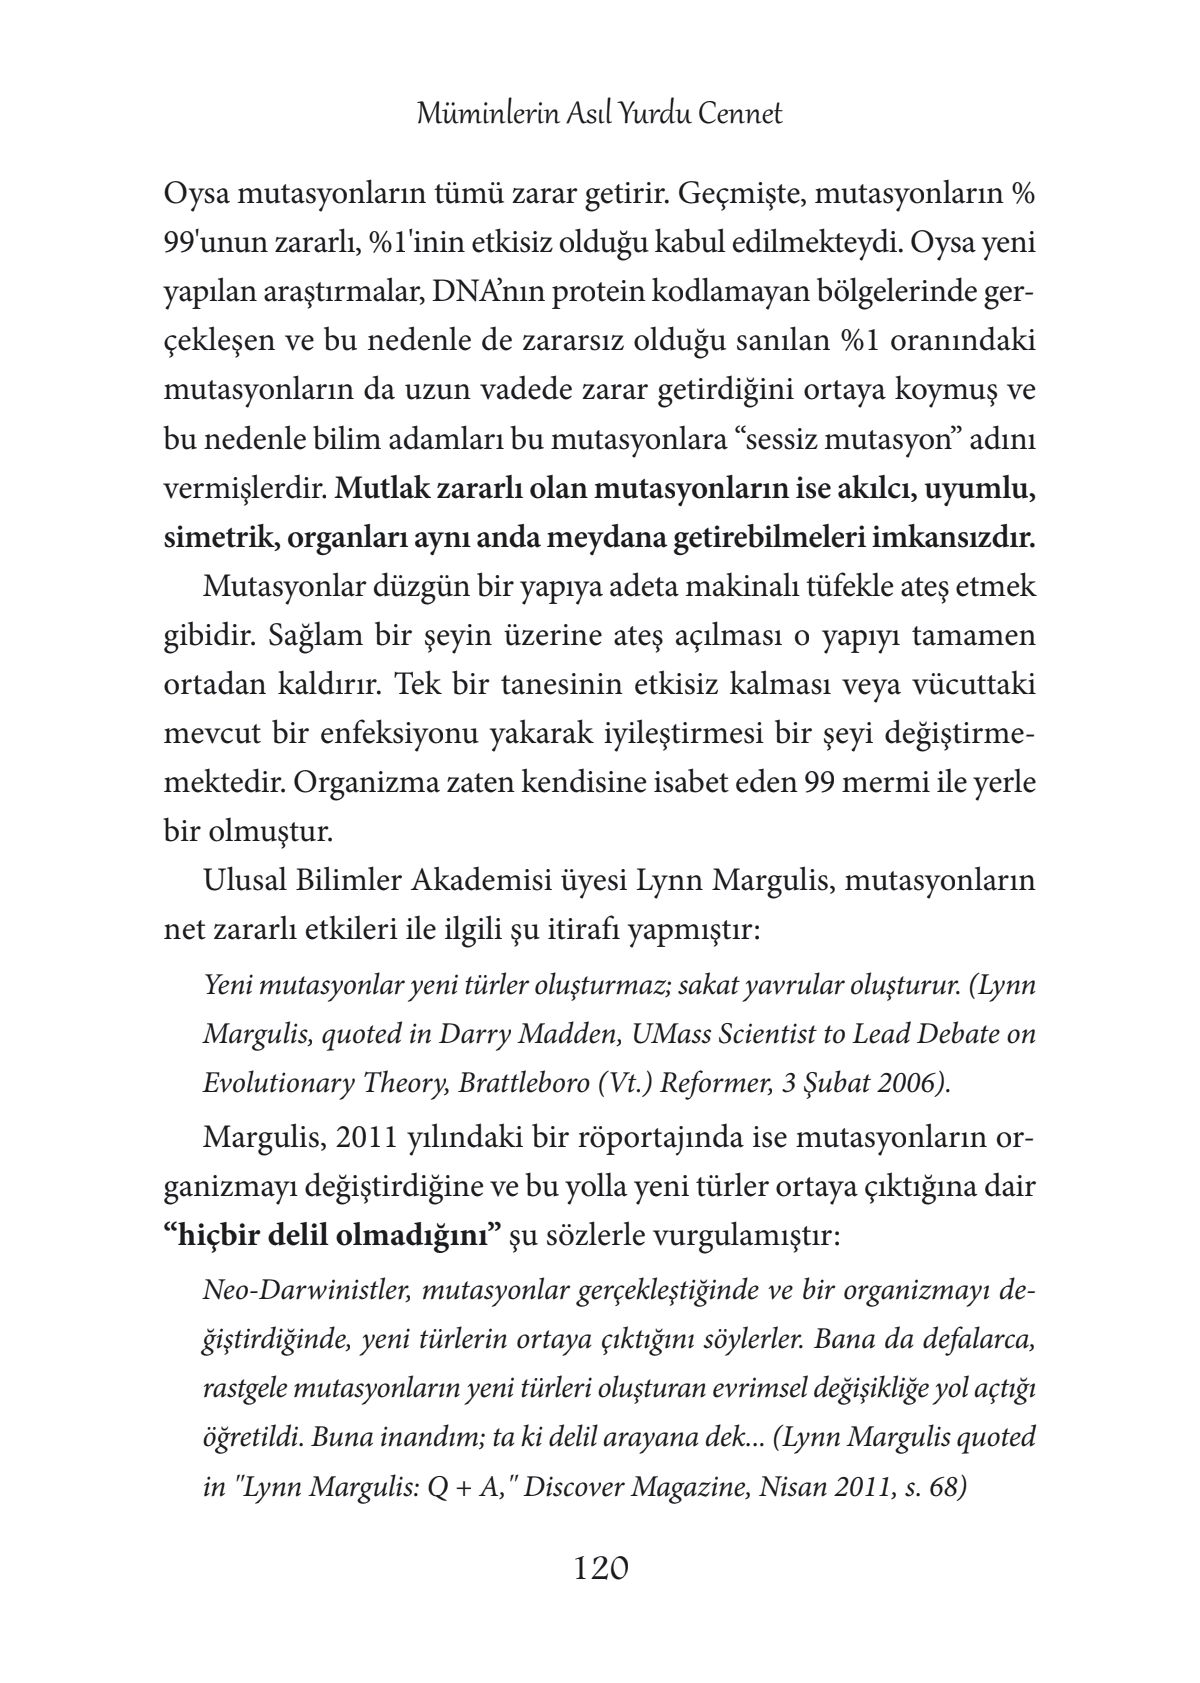 Müminlerin Asıl Yurdu Cennet
Oysa mutasyonların tümü zarar getirir. Geçmişte, mutasyonların %
99'unun zararlı, %1'inin etkisiz olduğu kabul edilmekteydi. Oysa yeni
yapılan araştırmalar, DNA’nın protein kodlamayan bölgelerinde ger-
çekleşen ve bu nedenle de zararsız olduğu sanılan %1 oranındaki
mutasyonların da uzun vadede zarar getirdiğini ortaya koymuş ve
bu nedenle bilim adamları bu mutasyonlara “sessiz mutasyon” adını
vermişlerdir. Mutlak zararlı olan mutasyonların ise akılcı, uyumlu,
simetrik, organları aynı anda meydana getirebilmeleri imkansızdır.
Mutasyonlar düzgün bir yapıya adeta makinalı tüfekle ateş etmek
gibidir. Sağlam bir şeyin üzerine ateş açılması o yapıyı tamamen
ortadan kaldırır. Tek bir tanesinin etkisiz kalması veya vücuttaki
mevcut bir enfeksiyonu yakarak iyileştirmesi bir şeyi değiştirme-
mektedir. Organizma zaten kendisine isabet eden 99 mermi ile yerle
bir olmuştur.
Ulusal Bilimler Akademisi üyesi Lynn Margulis, mutasyonların
net zararlı etkileri ile ilgili şu itirafı yapmıştır:
Yeni mutasyonlar yeni türler oluşturmaz; sakat yavrular oluşturur. (Lynn
Margulis, quoted in Darry Madden, UMass Scientist to Lead Debate on
Evolutionary Theory, Brattleboro (Vt.) Reformer, 3 Şubat 2006).
Margulis, 2011 yılındaki bir röportajında ise mutasyonların or-
ganizmayı değiştirdiğine ve bu yolla yeni türler ortaya çıktığına dair
“hiçbir delil olmadığını” şu sözlerle vurgulamıştır:
Neo-Darwinistler, mutasyonlar gerçekleştiğinde ve bir organizmayı de-
ğiştirdiğinde, yeni türlerin ortaya çıktığını söylerler. Bana da defalarca,
rastgele mutasyonların yeni türleri oluşturan evrimsel değişikliğe yol açtığı
öğretildi. Buna inandım; ta ki delil arayana dek... (Lynn Margulis quoted
in "Lynn Margulis: Q + A," Discover Magazine, Nisan 2011, s. 68)
120